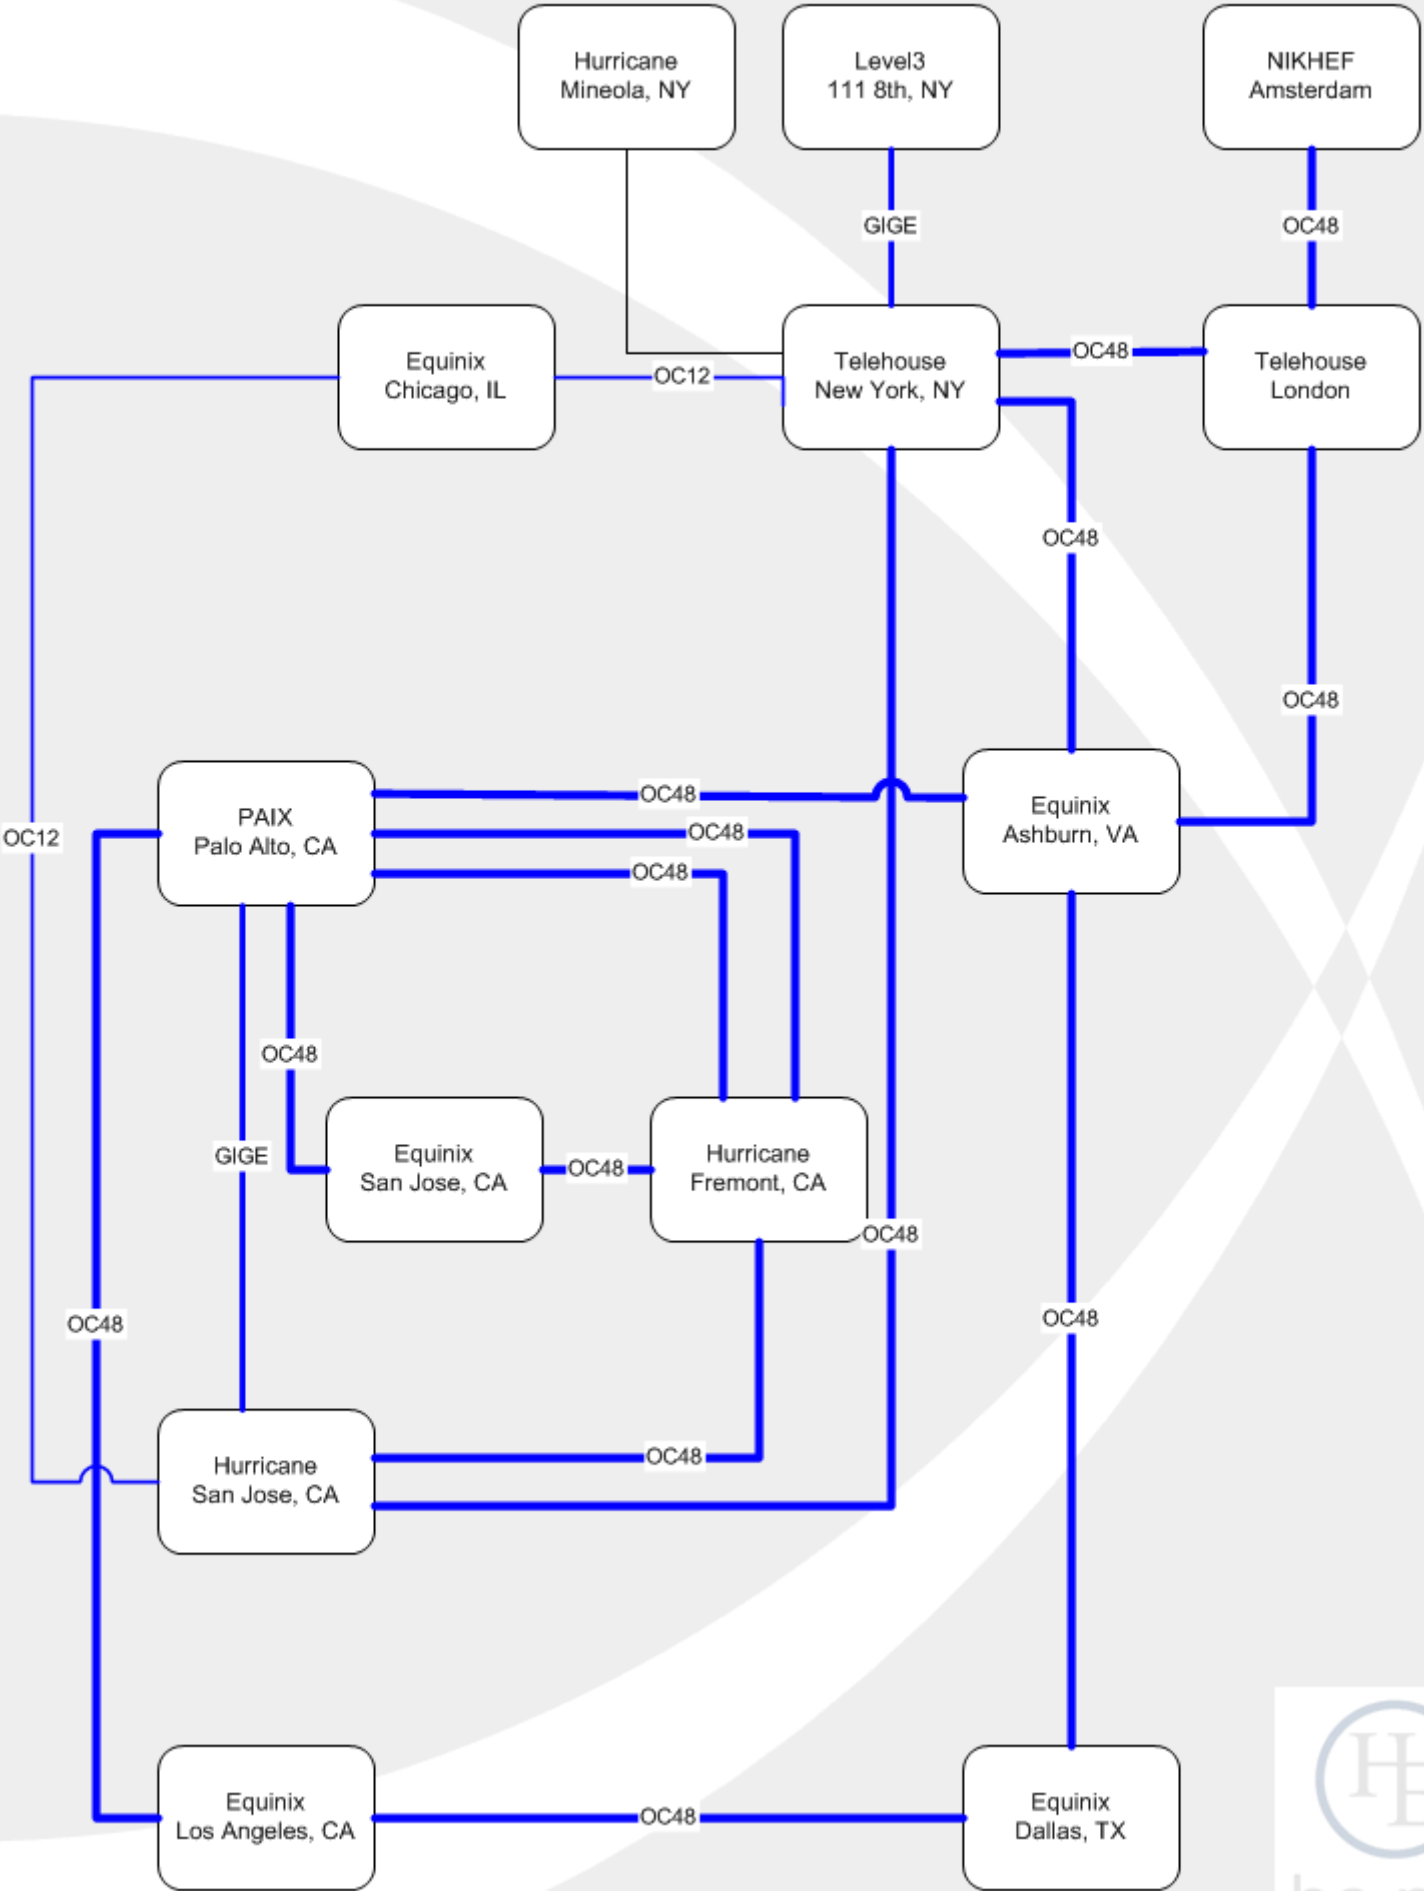 Hurricane
Mineola, NY
Level3
111 8th, NY
NIKHEF
Amsterdam
GIGE
OC48
Equinix
Chicago, IL
OC12
Telehouse
New York, NY
OC48
Telehouse
London
OC48
OC48
OC12
PAIX
Palo Alto, CA
OC48
OC48
OC48
Equinix
Ashburn, VA
OC48
GIGE
Equinix
San Jose, CA
OC48
Hurricane
Fremont, CA
OC48
OC48
OC48
Hurricane
San Jose, CA
OC48
Equinix
Los Angeles, CA
OC48
Equinix
Dallas, TX
HE